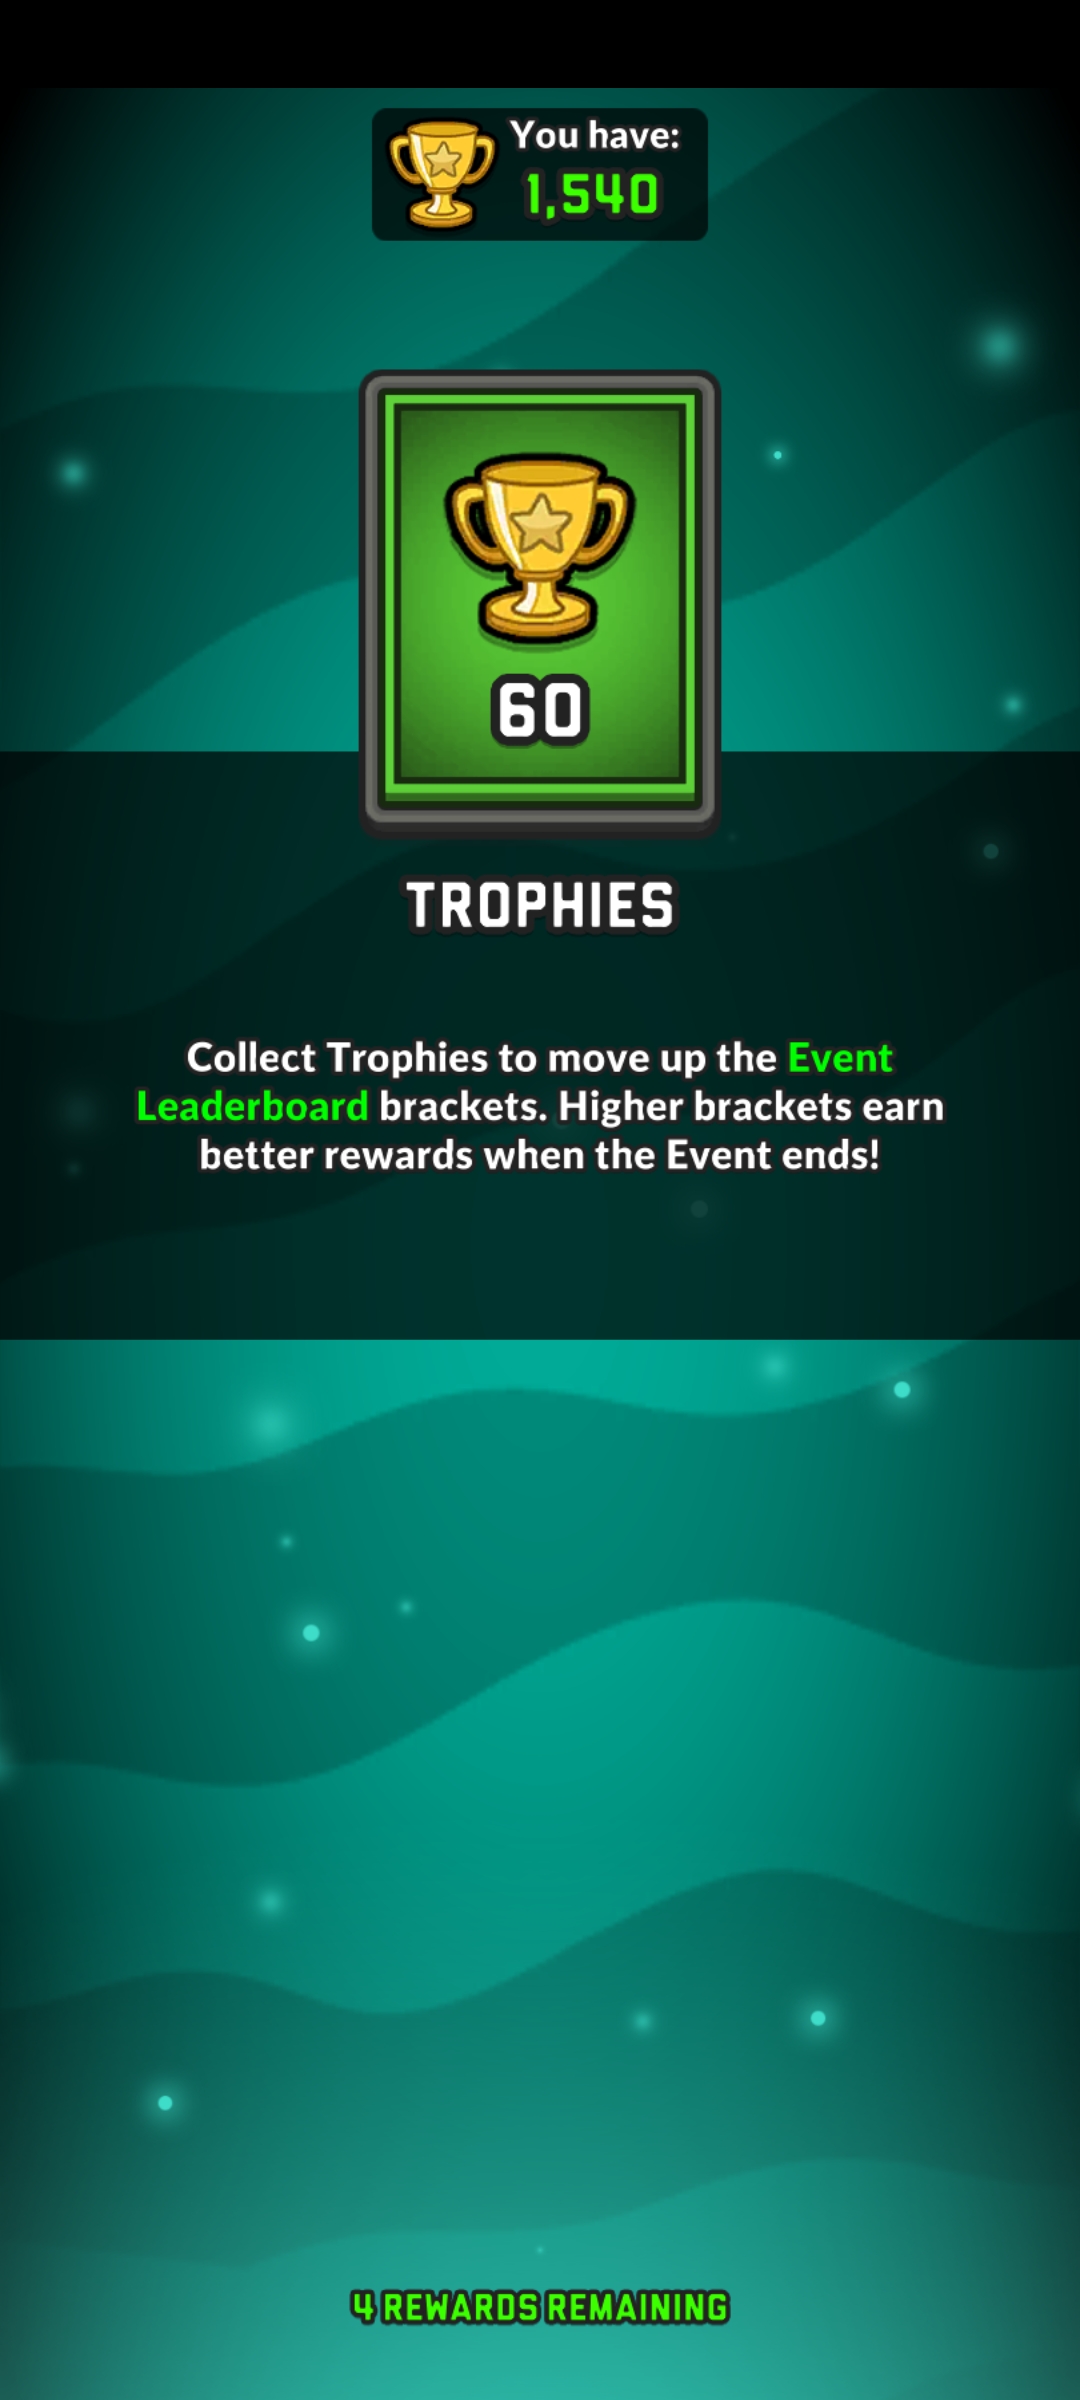 You have:
1,540
60
TROPHIES
Collect Trophies to move up the Event
Leaderboard brackets. Higher brackets earn
better rewards when the Event ends!
4 REWARDS REMAINING